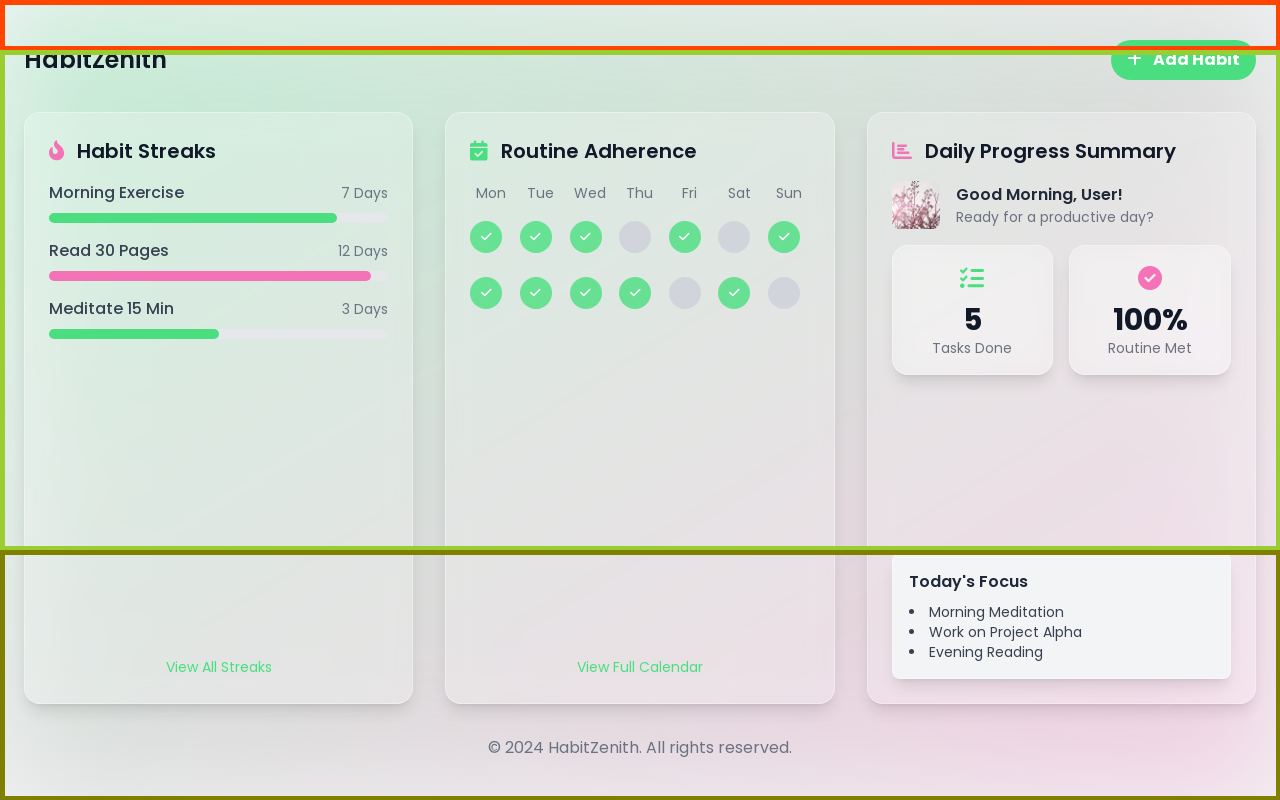 HabitZenith
+ Add Habit
Habit Streaks
Morning Exercise 7 Days
Read 30 Pages 12 Days
Meditate 15 Min 3 Days
View All Streaks
Routine Adherence
Mon Tue Wed Thu Fri Sat Sun
View Full Calendar
Daily Progress Summary
Good Morning, User!
Ready for a productive day?
5
Tasks Done
100%
Routine Met
Today's Focus
• Morning Meditation
• Work on Project Alpha
• Evening Reading
© 2024 HabitZenith. All rights reserved.